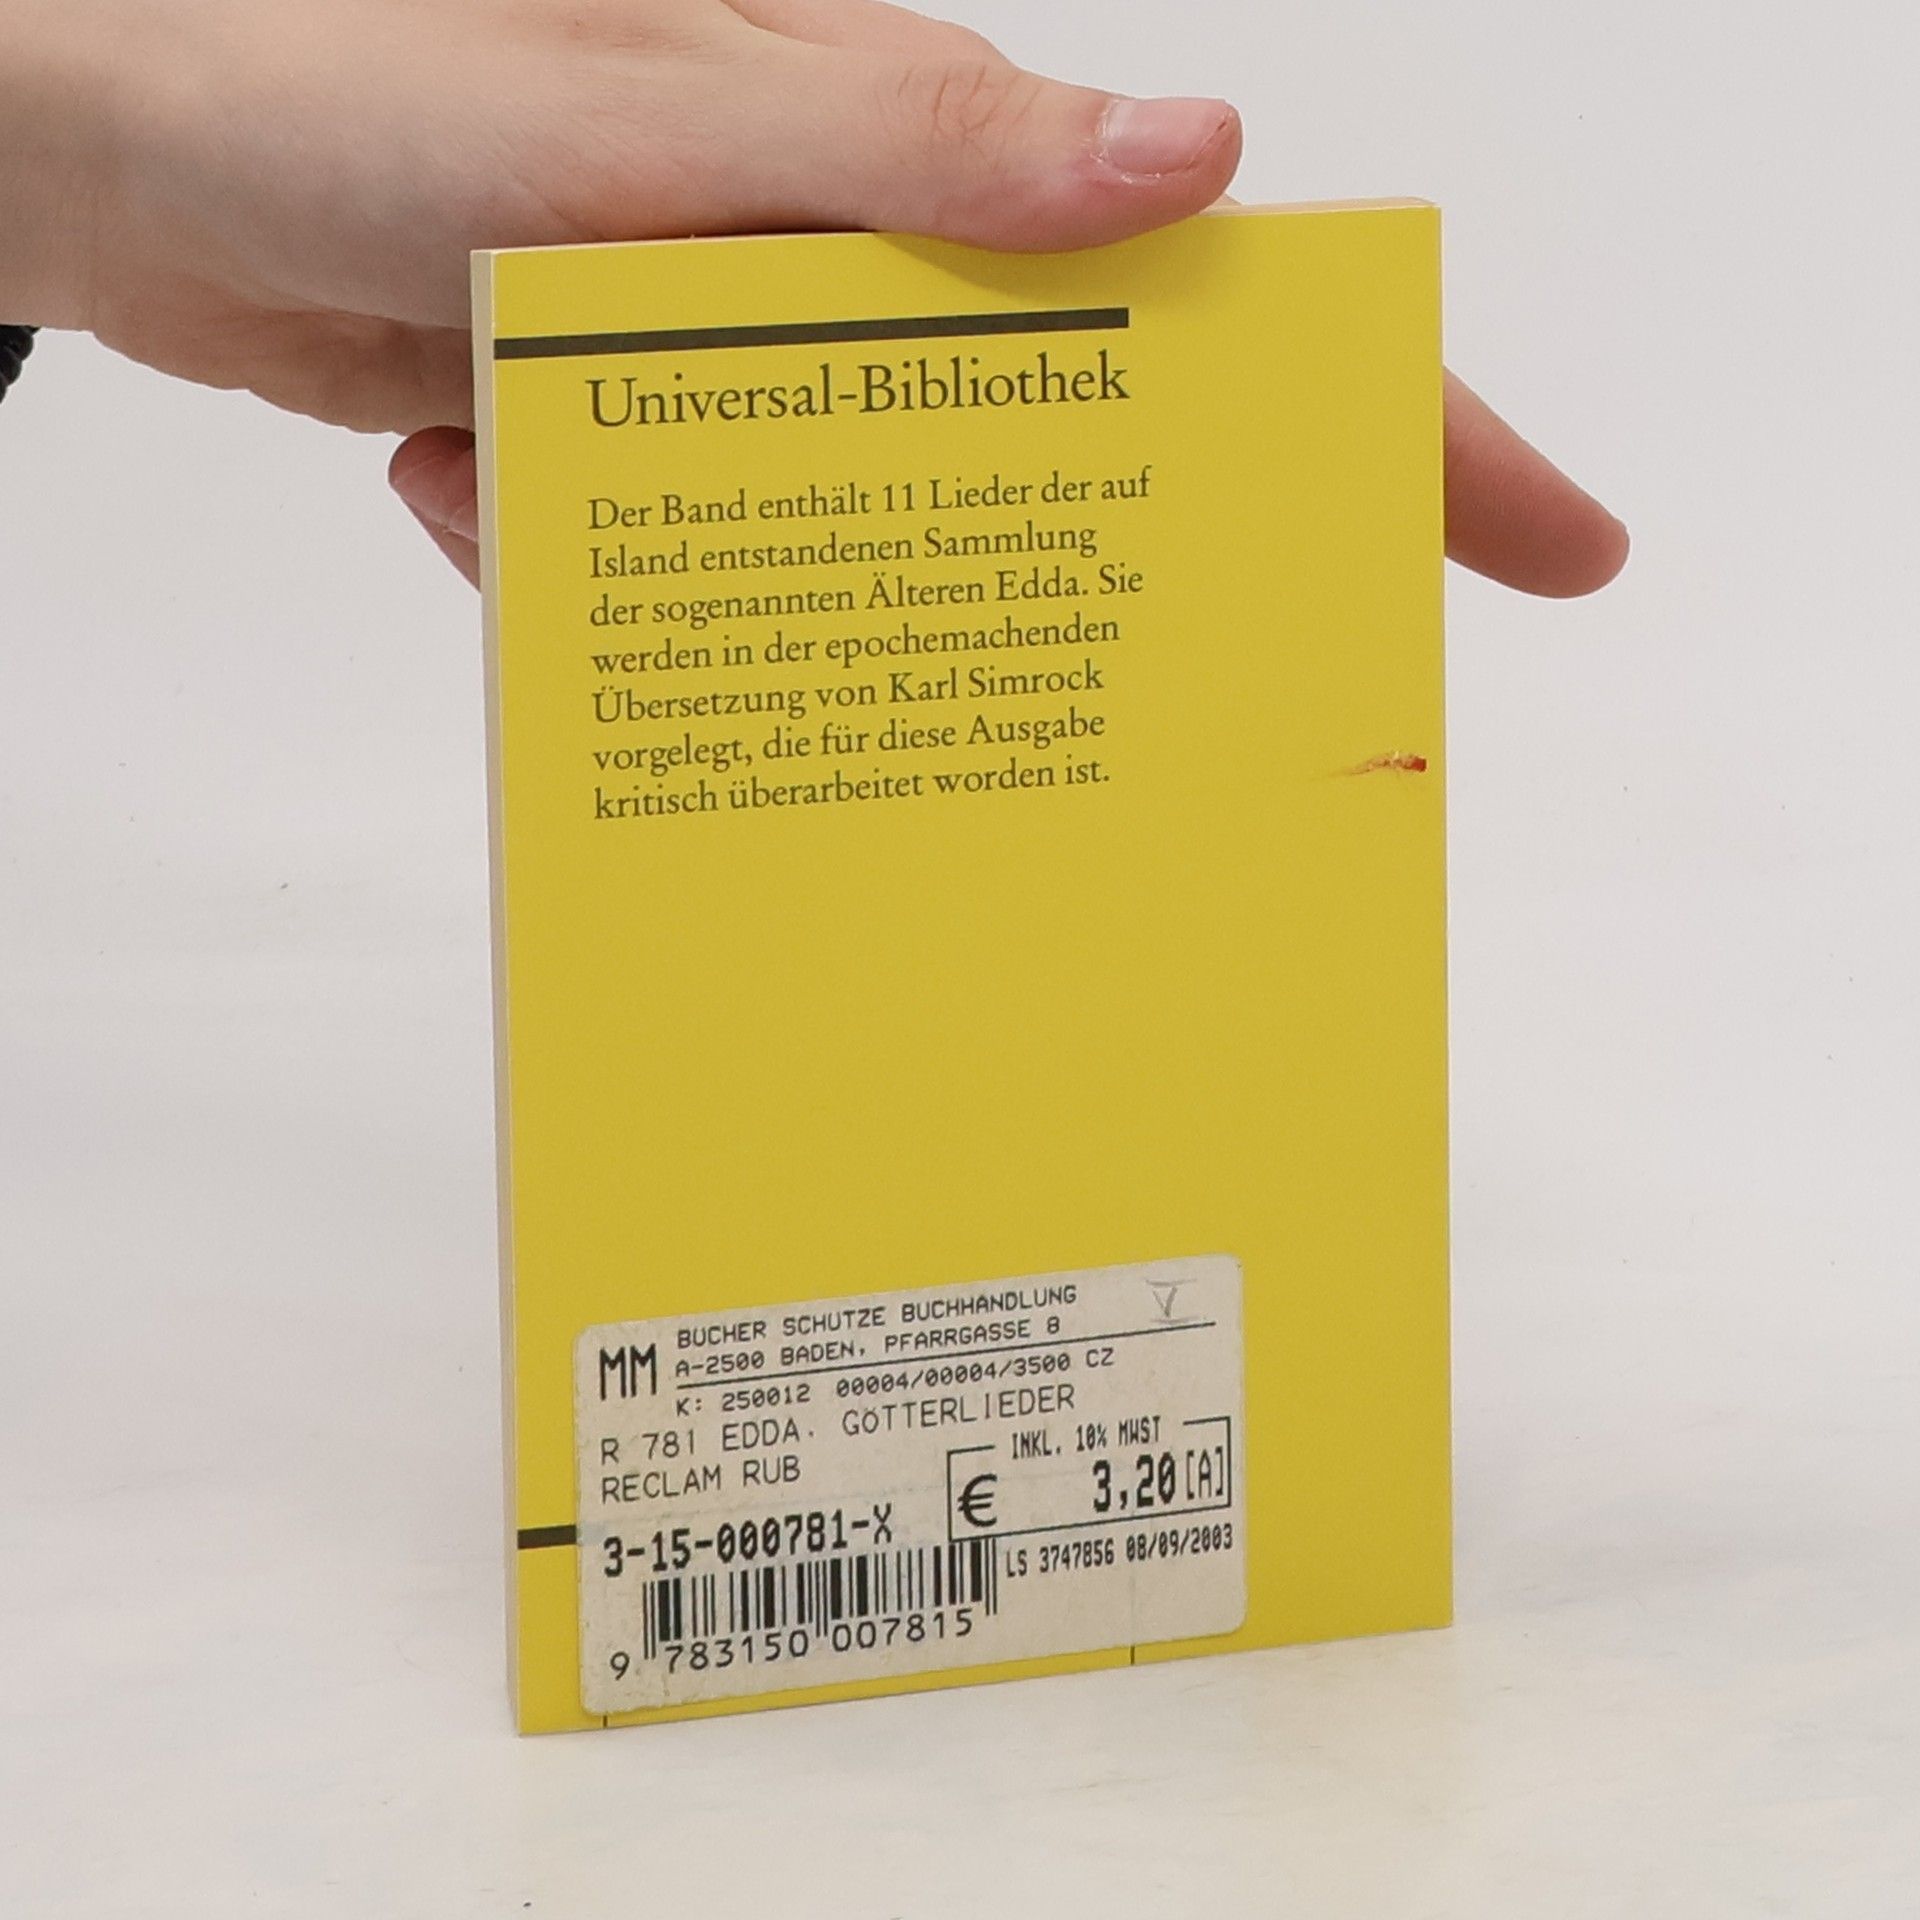 Universal-Bibliothek
Der Band enthält 11 Lieder der auf
Island entstandenen Sammlung
der sogenannten Älteren Edda. Sie
werden in der epochemachenden
Übersetzung von Karl Simrock
vorgelegt, die für diese Ausgabe
kritisch überarbeitet worden ist.
MM
BUCHER SCHUTZE BUCHHANDLUNG
V
A-2500 BADEN, PFARRGASSE 8
K: 250012 00004/00004/3500 CZ
R 781 EDDA. GÖTTERLIEDER
RECLAM RUB
INKL. 10% MWST
€ 3,20[A]
3-15-000781-X
LS 3747856 08/09/2003
9 783150 007815